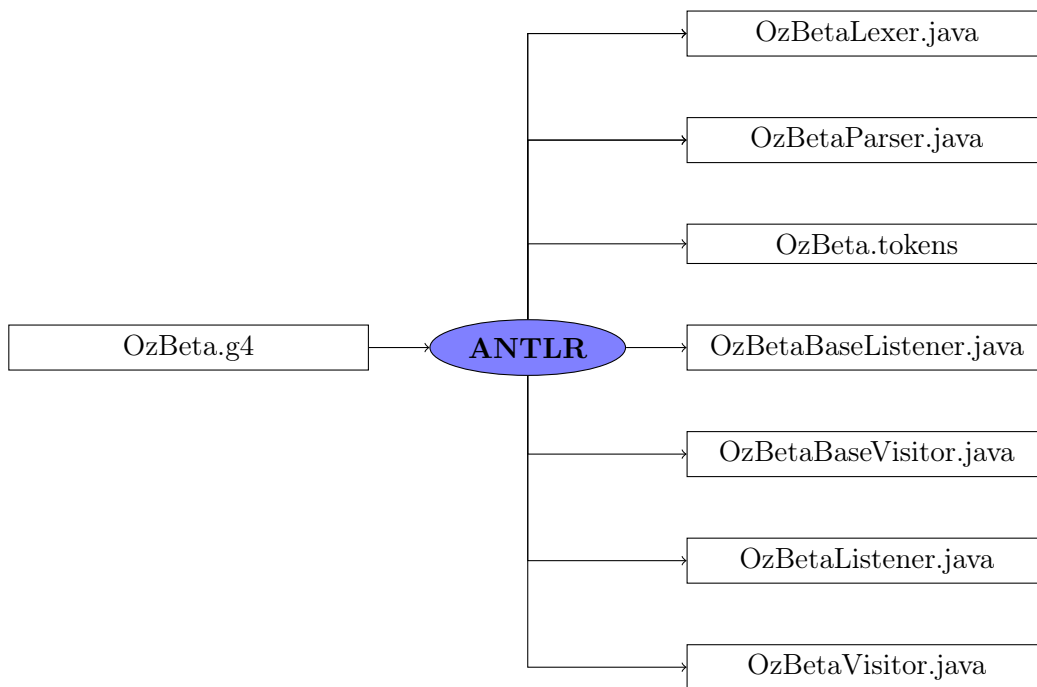 OzBetaLexer.java
OzBetaParser.java
OzBeta.tokens
OzBeta.g4
ANTLR
OzBetaBaseListener.java
OzBetaBaseVisitor.java
OzBetaListener.java
OzBetaVisitor.java